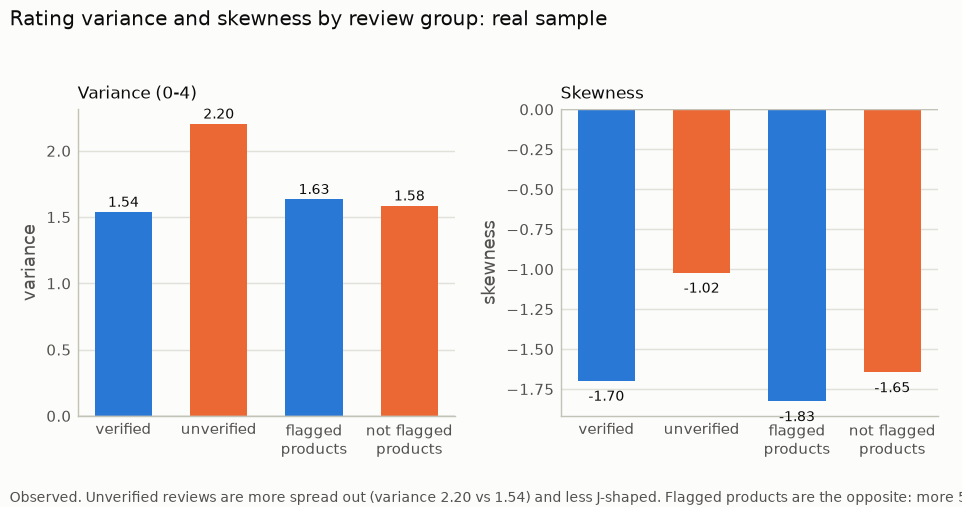 Rating variance and skewness by review group: real sample
Variance (0-4)
variance
2.0
1.5
1.0
0.5
0.0
1.54
2.20
1.63
1.58
verified
unverified
flagged
products
not flagged
products
Skewness
skewness
0.00
−0.25
−0.50
−0.75
−1.00
−1.25
−1.50
−1.75
-1.70
-1.02
-1.83
-1.65
verified
unverified
flagged
products
not flagged
products
Observed. Unverified reviews are more spread out (variance 2.20 vs 1.54) and less J-shaped. Flagged products are the opposite: more